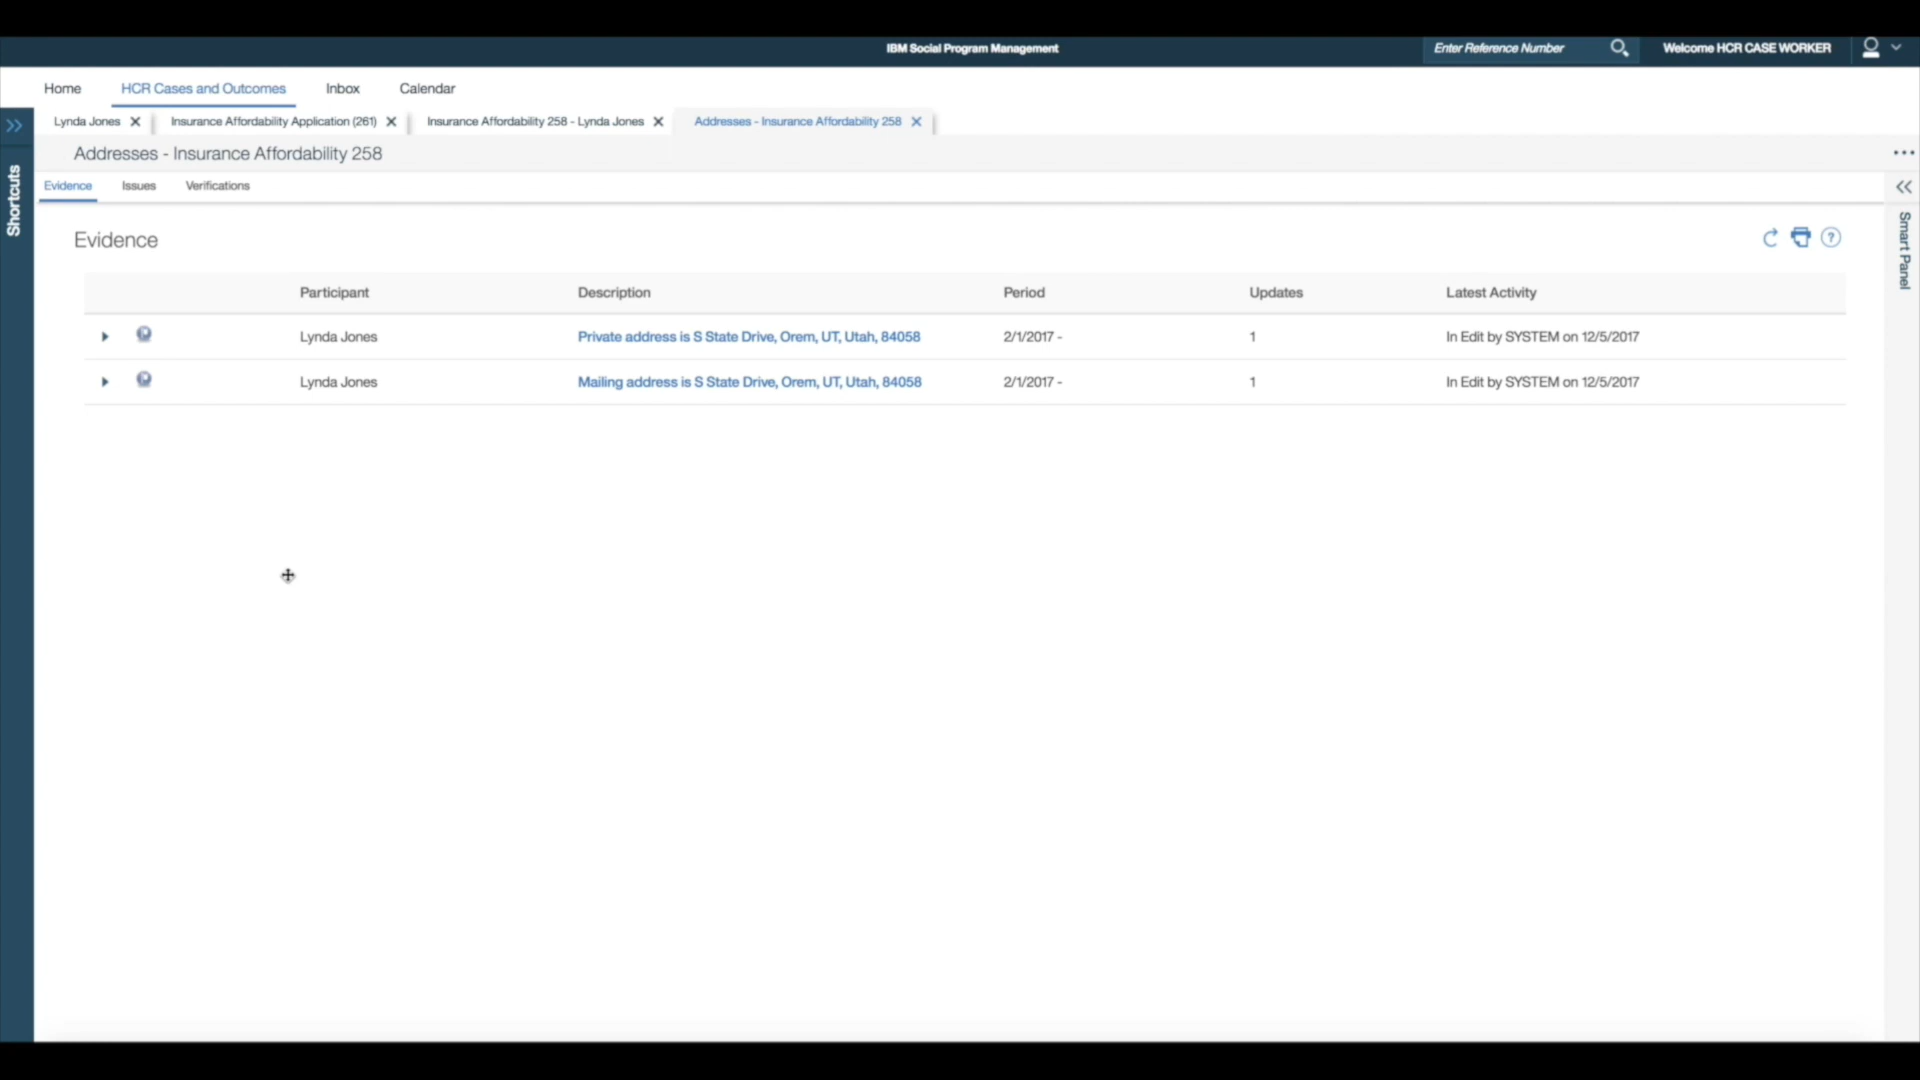 IBM Social Program Management
Enter Reference Number
Welcome HCR CASE WORKER
Home
HCR Cases and Outcomes
Inbox
Calendar
Lynda Jones
Insurance Affordability Application (261)
Insurance Affordability 258 - Lynda Jones
Addresses - Insurance Affordability 258
Addresses - Insurance Affordability 258
Shortcuts
Evidence
Issues
Verifications
Smart Panel
Evidence
Participant
Description
Period
Updates
Latest Activity
Lynda Jones
Private address is S State Drive, Orem, UT, Utah, 84058
2/1/2017 -
1
In Edit by SYSTEM on 12/5/2017
Lynda Jones
Mailing address is S State Drive, Orem, UT, Utah, 84058
2/1/2017 -
1
In Edit by SYSTEM on 12/5/2017